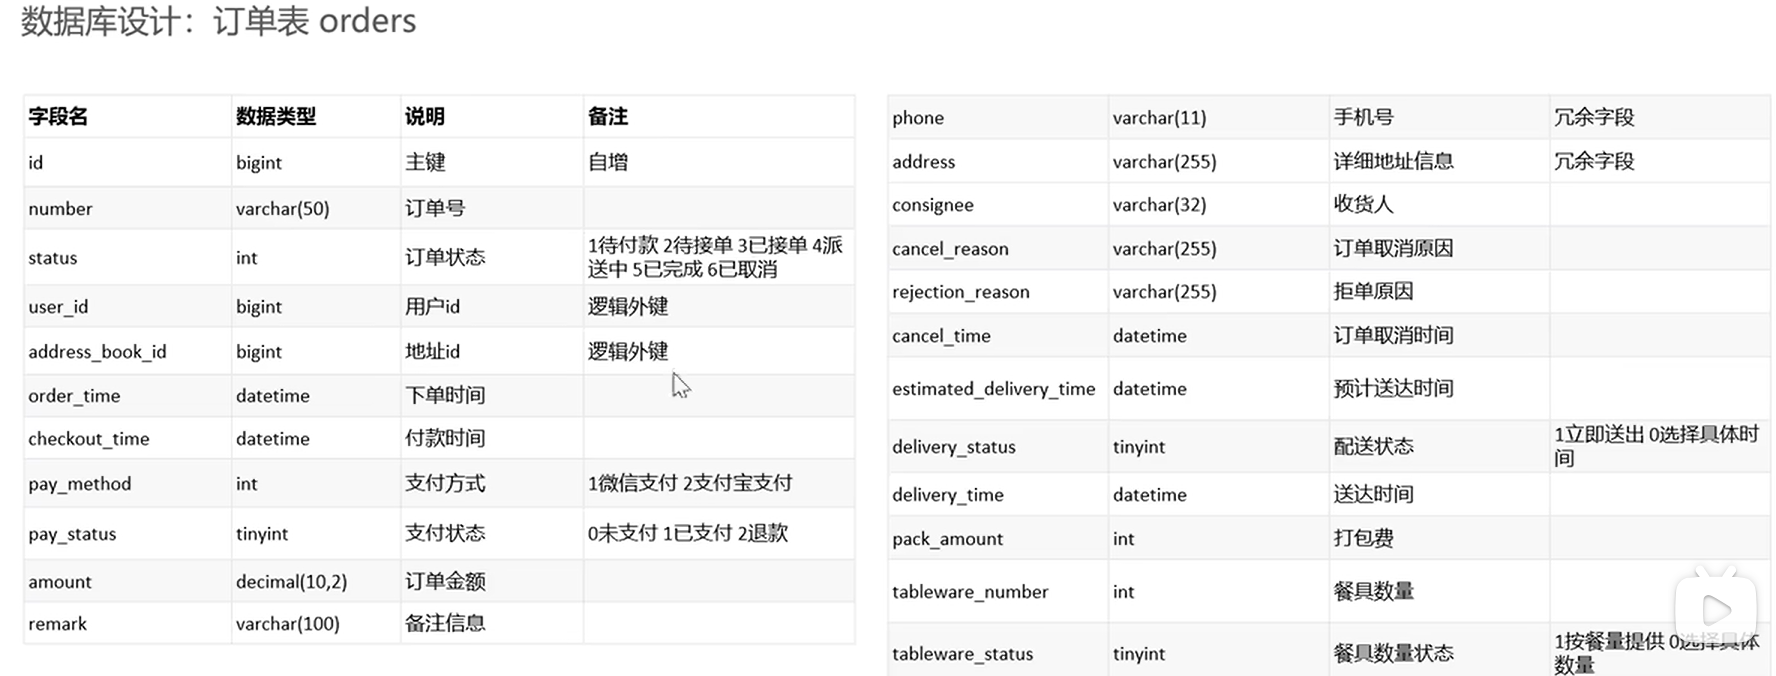 数据库设计：订单表 orders
字段名 数据类型 说明 备注
id bigint 主键 自增
number varchar(50) 订单号
status int 订单状态 1待付款 2待接单 3已接单 4派
送中 5已完成 6已取消
user_id bigint 用户id 逻辑外键
address_book_id bigint 地址id 逻辑外键
order_time datetime 下单时间
checkout_time datetime 付款时间
pay_method int 支付方式 1微信支付 2支付宝支付
pay_status tinyint 支付状态 0未支付 1已支付 2退款
amount decimal(10,2) 订单金额
remark varchar(100) 备注信息
phone varchar(11) 手机号 冗余字段
address varchar(255) 详细地址信息 冗余字段
consignee varchar(32) 收货人
cancel_reason varchar(255) 订单取消原因
rejection_reason varchar(255) 拒单原因
cancel_time datetime 订单取消时间
estimated_delivery_time datetime 预计送达时间
delivery_status tinyint 配送状态 1立即送出 0选择具体时
间
delivery_time datetime 送达时间
pack_amount int 打包费
tableware_number int 餐具数量
tableware_status tinyint 餐具数量状态 1按餐量提供 0选择具体
数量